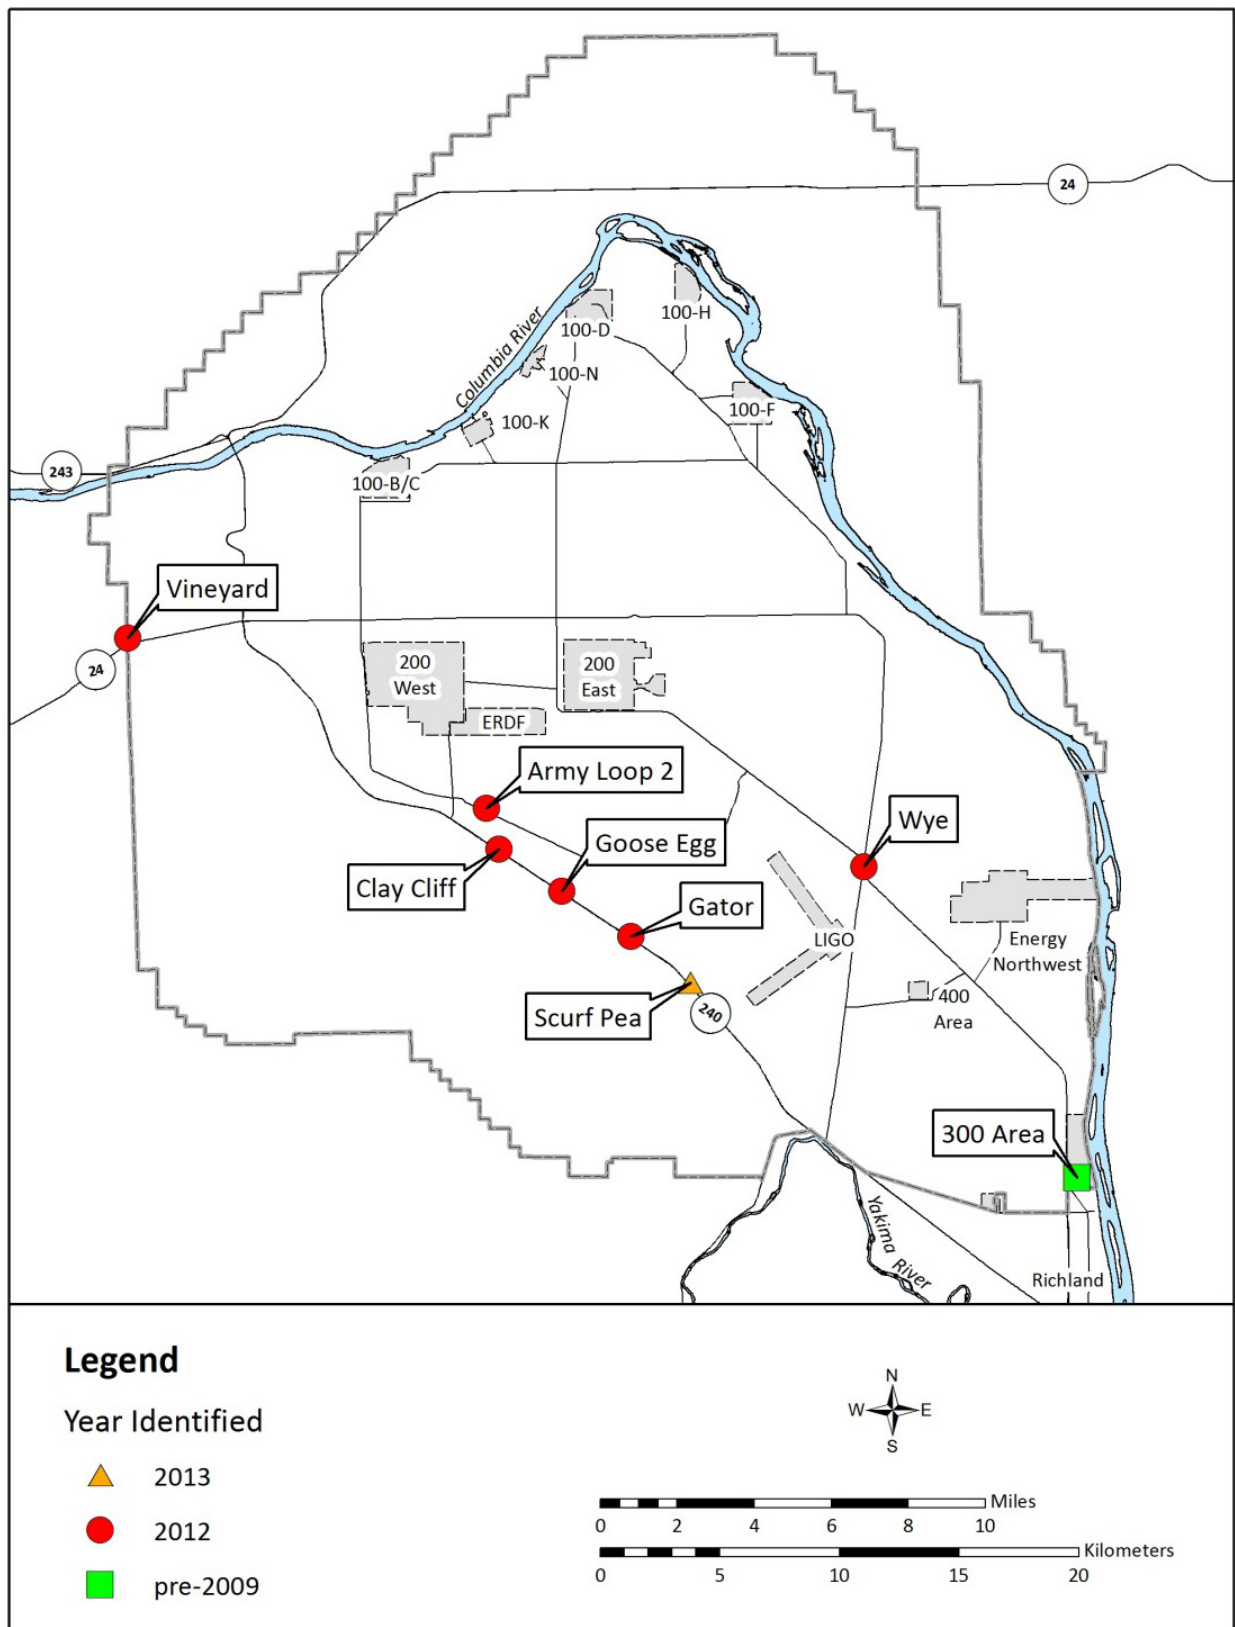 24
Columbia River
100-H
100-D
100-N
100-F
100-K
243
100-B/C
Vineyard
24
200
West
200
East
ERDF
Army Loop 2
Wye
Goose Egg
Clay Cliff
Gator
LIGO
Energy
Northwest
400
Area
Scurf Pea
240
300 Area
Yakima
River
Richland
Legend
Year Identified
2013
2012
pre-2009
N
W E
S
Miles
0 2 4 6 8 10
Kilometers
0 5 10 15 20